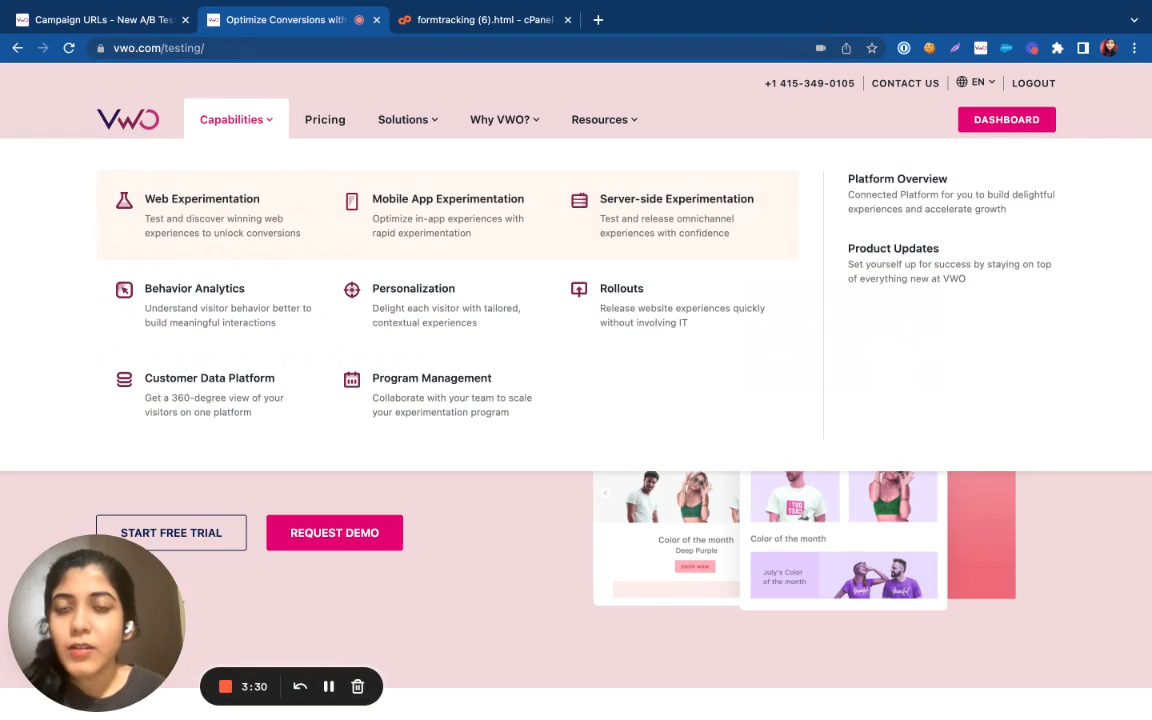 Campaign URLs - New A/B Tes
Optimize Conversions with
formtracking (6).html - cPanel
vwo.com/testing/
+1 415-349-0105
CONTACT US
EN
LOGOUT
VWO
Capabilities
Pricing
Solutions
Why VWO?
Resources
DASHBOARD
Web Experimentation
Test and discover winning web
experiences to unlock conversions
Mobile App Experimentation
Optimize in-app experiences with
rapid experimentation
Server-side Experimentation
Test and release omnichannel
experiences with confidence
Behavior Analytics
Understand visitor behavior better to
build meaningful interactions
Personalization
Delight each visitor with tailored,
contextual experiences
Rollouts
Release website experiences quickly
without involving IT
Customer Data Platform
Get a 360-degree view of your
visitors on one platform
Program Management
Collaborate with your team to scale
your experimentation program
Platform Overview
Connected Platform for you to build delightful
experiences and accelerate growth
Product Updates
Set yourself up for success by staying on top
of everything new at VWO
START FREE TRIAL
REQUEST DEMO
Color of the month
Deep Purple
SHOP NOW
Color of the month
July's Color
of the month
3:30